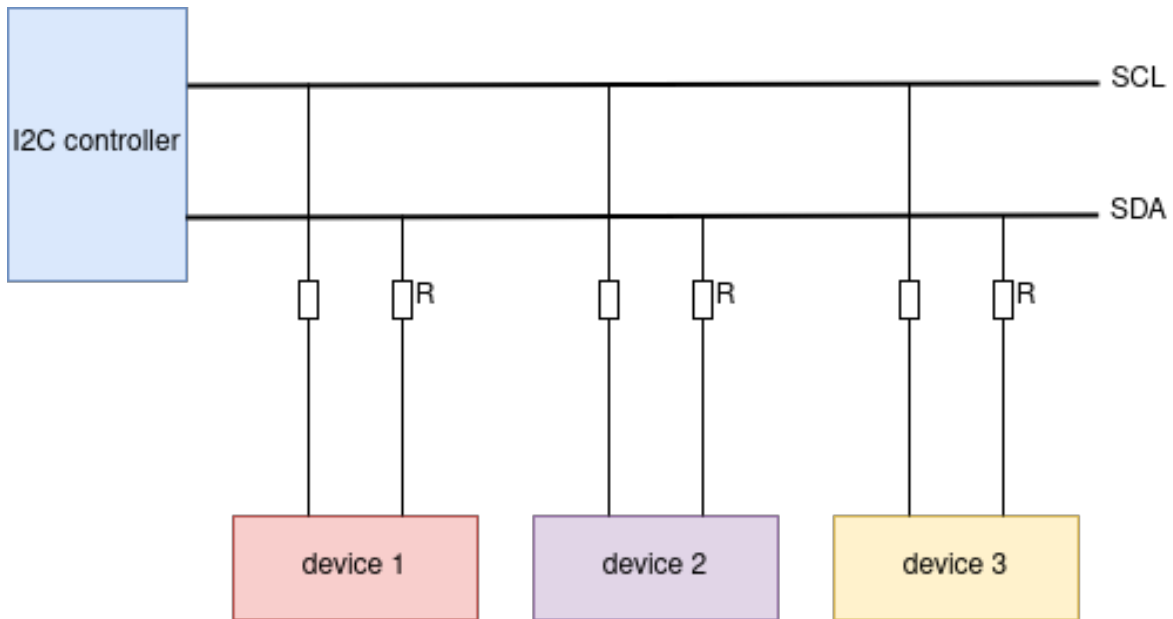 SCL
I2C controller
SDA
R
R
R
device 1
device 2
device 3